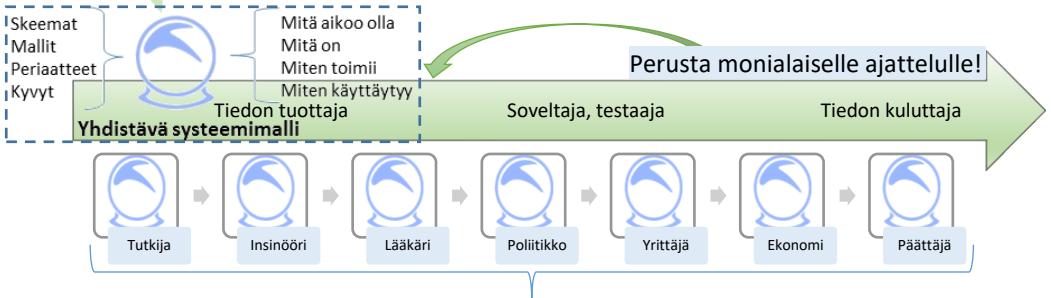 Skeemat
Mallit
Periaatteet
Kyvyt
Mitä aikoo olla
Mitä on
Miten toimii
Miten käyttäytyy
Perusta monialaiselle ajattelulle!
Tiedon tuottaja
Soveltaja, testaaja
Tiedon kuluttaja
Yhdistävä systeemimalli
Tutkija
Insinööri
Lääkäri
Poliitikko
Yrittäjä
Ekonomi
Päättäjä